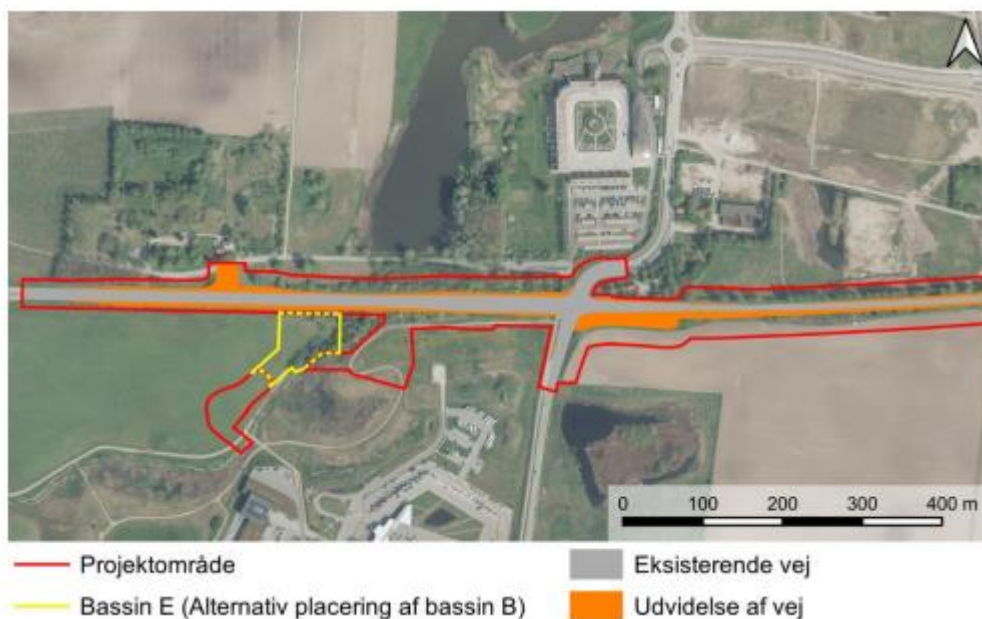 0 100 200 300 400 m
Projektområde
Eksisterende vej
Bassin E (Alternativ placering af bassin B)
Udvidelse af vej